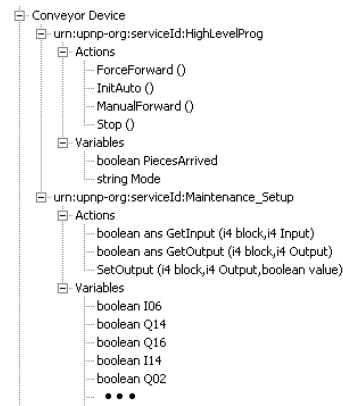 Conveyor Device
urn:upnp-org:serviceId:HighLevelProg
Actions
ForceForward ()
InitAuto ()
ManualForward ()
Stop ()
Variables
boolean PiecesArrived
string Mode
urn:upnp-org:serviceId:Maintenance_Setup
Actions
boolean ans GetInput (i4 block,i4 Input)
boolean ans GetOutput (i4 block,i4 Output)
SetOutput (i4 block,i4 Output,boolean value)
Variables
boolean I06
boolean Q14
boolean Q16
boolean I14
boolean Q02
• • •